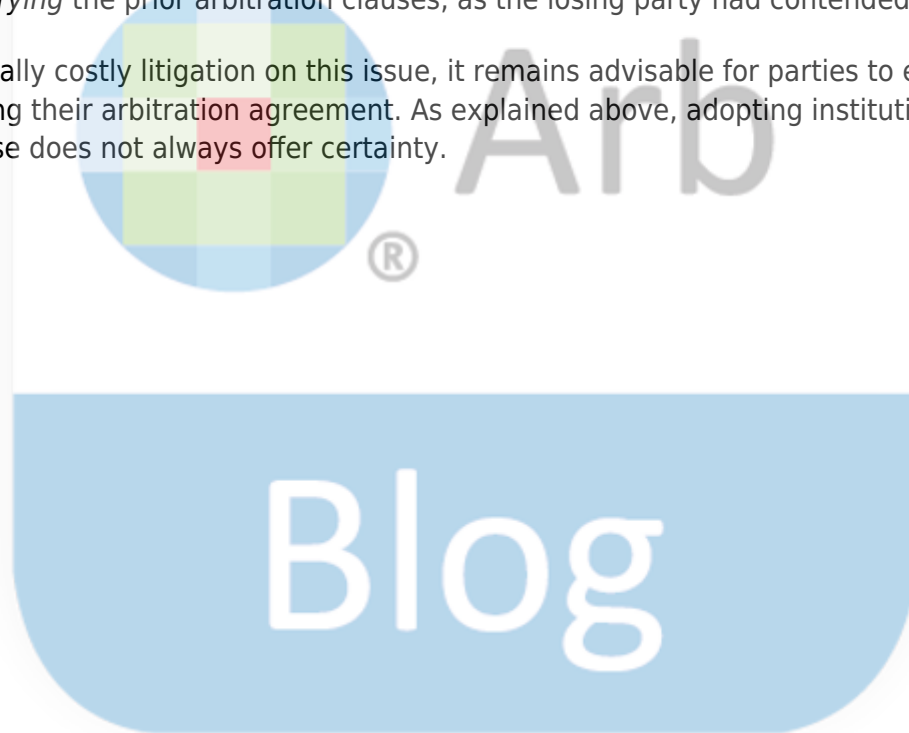 rying the prior arbitration clauses, as the losing party had contended
ally costly litigation on this issue, it remains advisable for parties to e
ng their arbitration agreement. As explained above, adopting instituti
se does not always offer certainty.
Arb
®
Blog